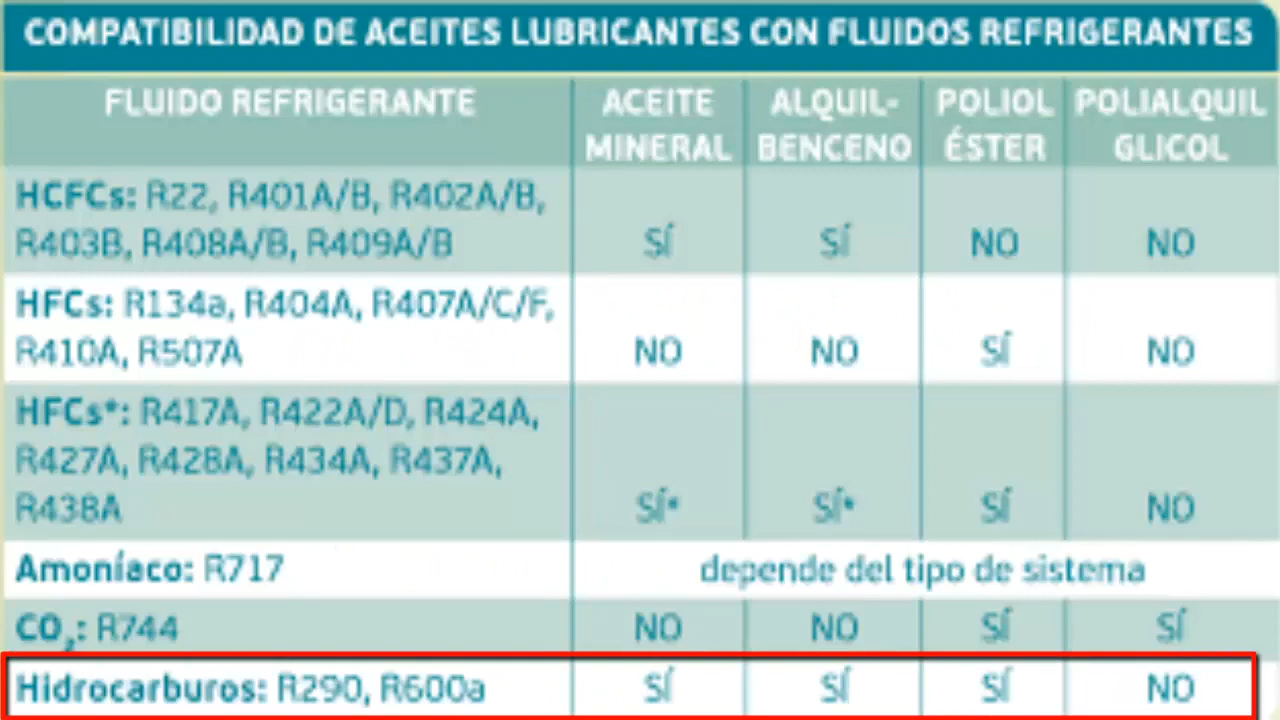 COMPATIBILIDAD DE ACEITES LUBRICANTES CON FLUIDOS REFRIGERANTES
FLUIDO REFRIGERANTE ACEITE MINERAL ALQUIL-BENCENO POLIOL ÉSTER POLIALQUIL GLICOL
HCFCs: R22, R401A/B, R402A/B,
R403B, R408A/B, R409A/B SÍ SÍ NO NO
HFCs: R134a, R404A, R407A/C/F,
R410A, R507A NO NO SÍ NO
HFCs*: R417A, R422A/D, R424A,
R427A, R428A, R434A, R437A,
R438A SÍ* SÍ* SÍ NO
Amoníaco: R717 depende del tipo de sistema
CO₂: R744 NO NO SÍ SÍ
Hidrocarburos: R290, R600a SÍ SÍ SÍ NO